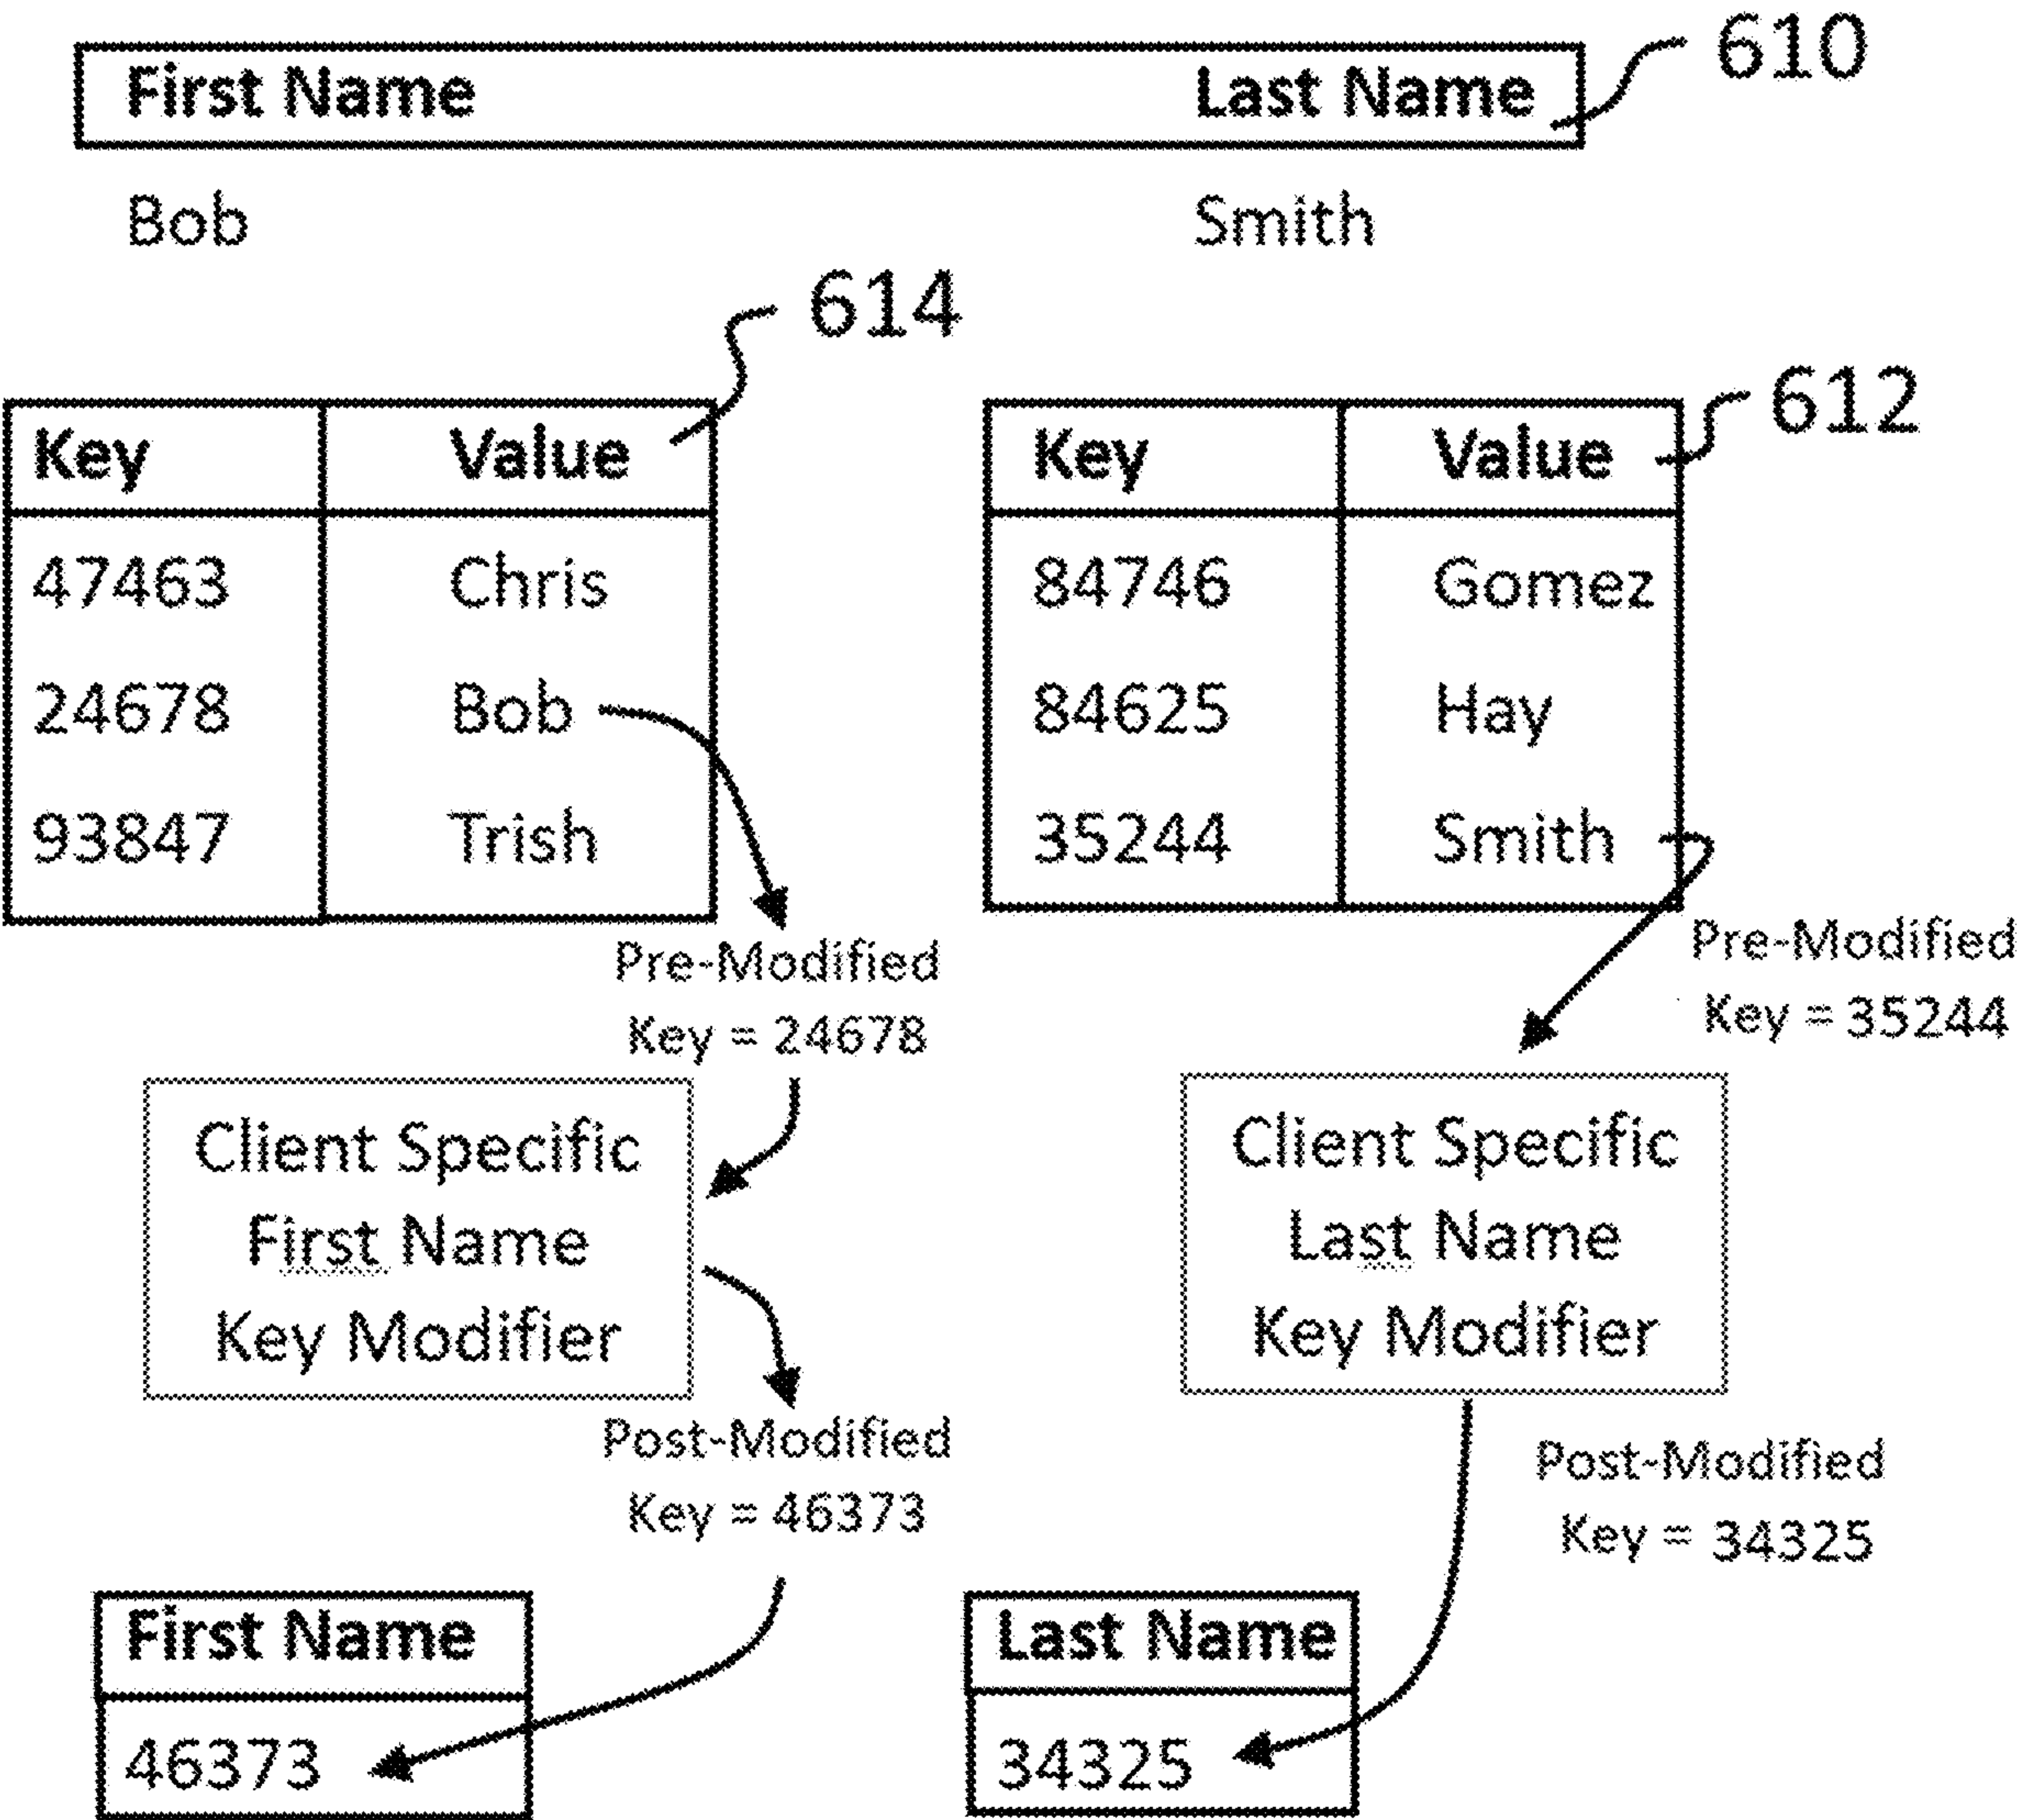 610
First Name Last Name
Bob Smith
614
612
Key Value
47463 Chris
24678 Bob
93847 Trish
Key Value
84746 Gomez
84625 Hay
35244 Smith
Pre-Modified
Key = 24678
Pre-Modified
Key = 35244
Client Specific
First Name
Key Modifier
Client Specific
Last Name
Key Modifier
Post-Modified
Key = 46373
Post-Modified
Key = 34325
First Name
46373
Last Name
34325